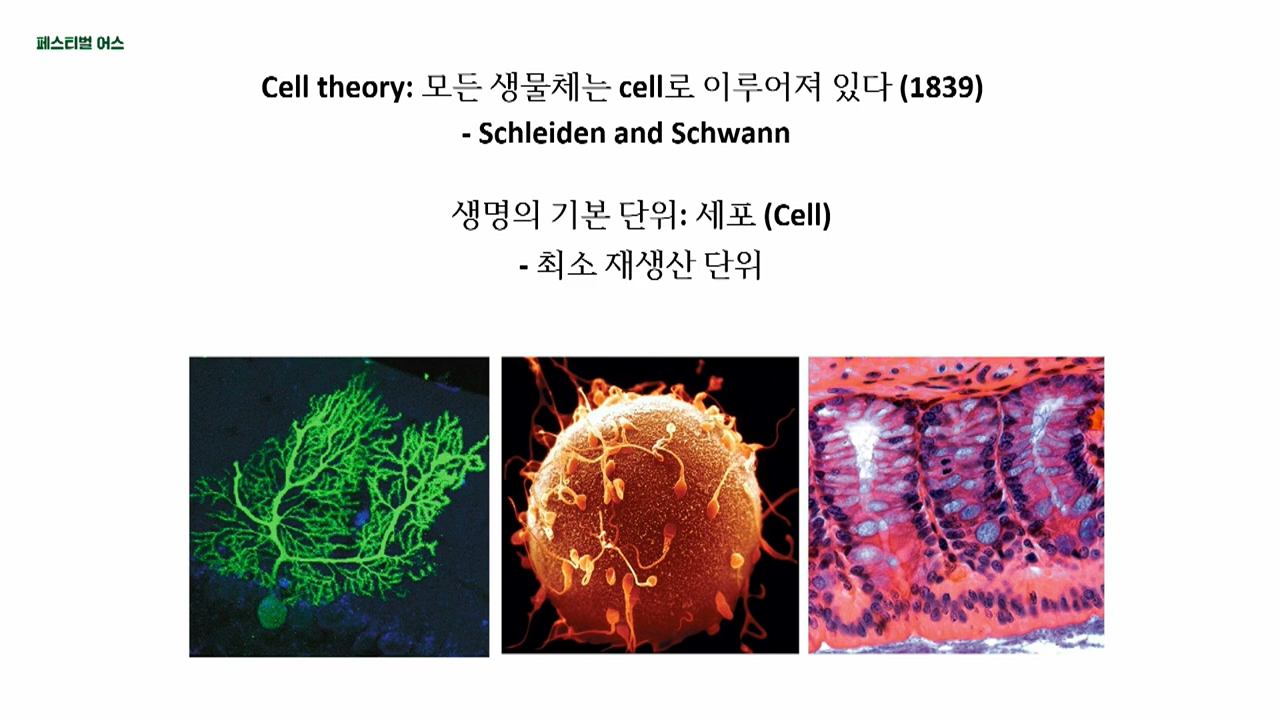 페스티벌 어스
Cell theory: 모든 생물체는 cell로 이루어져 있다 (1839)
- Schleiden and Schwann
생명의 기본 단위: 세포 (Cell)
- 최소 재생산 단위